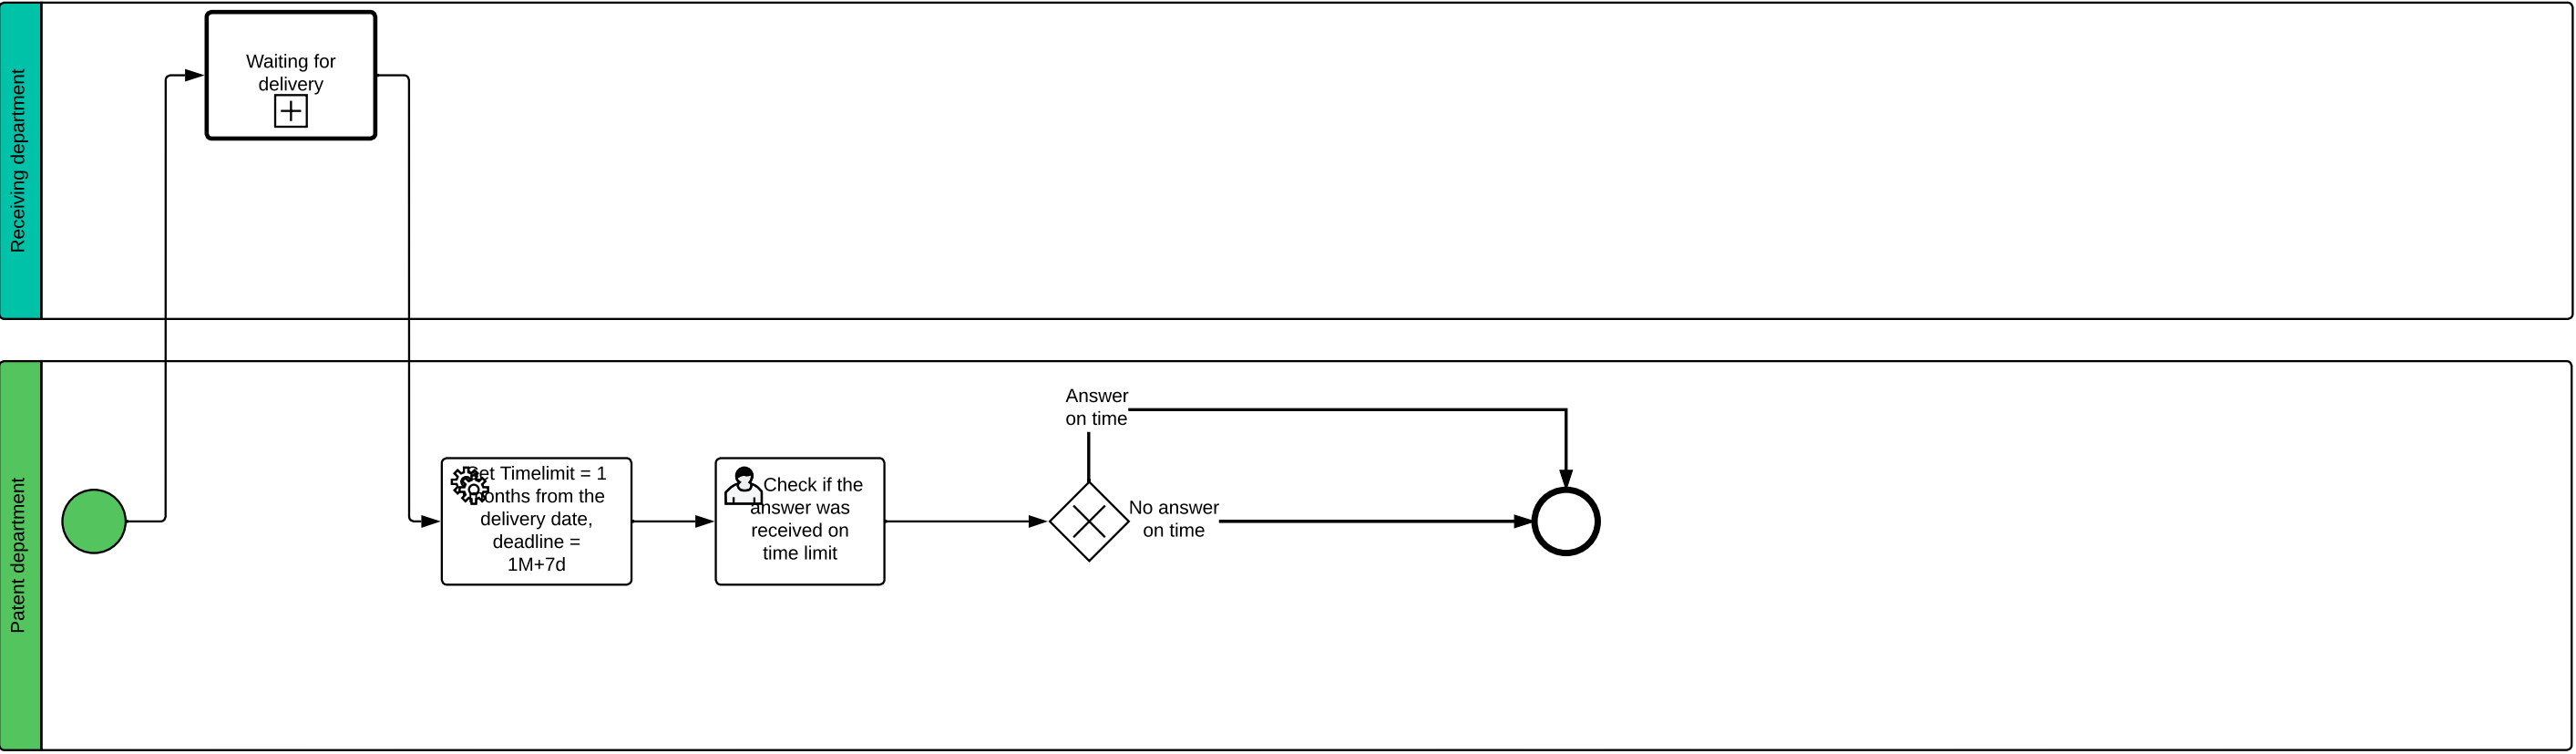 Receiving department
Waiting for
delivery
Patent department
Set Timelimit = 1
onths from the
delivery date,
deadline =
1M+7d
Check if the
answer was
received on
time limit
Answer
on time
No answer
on time